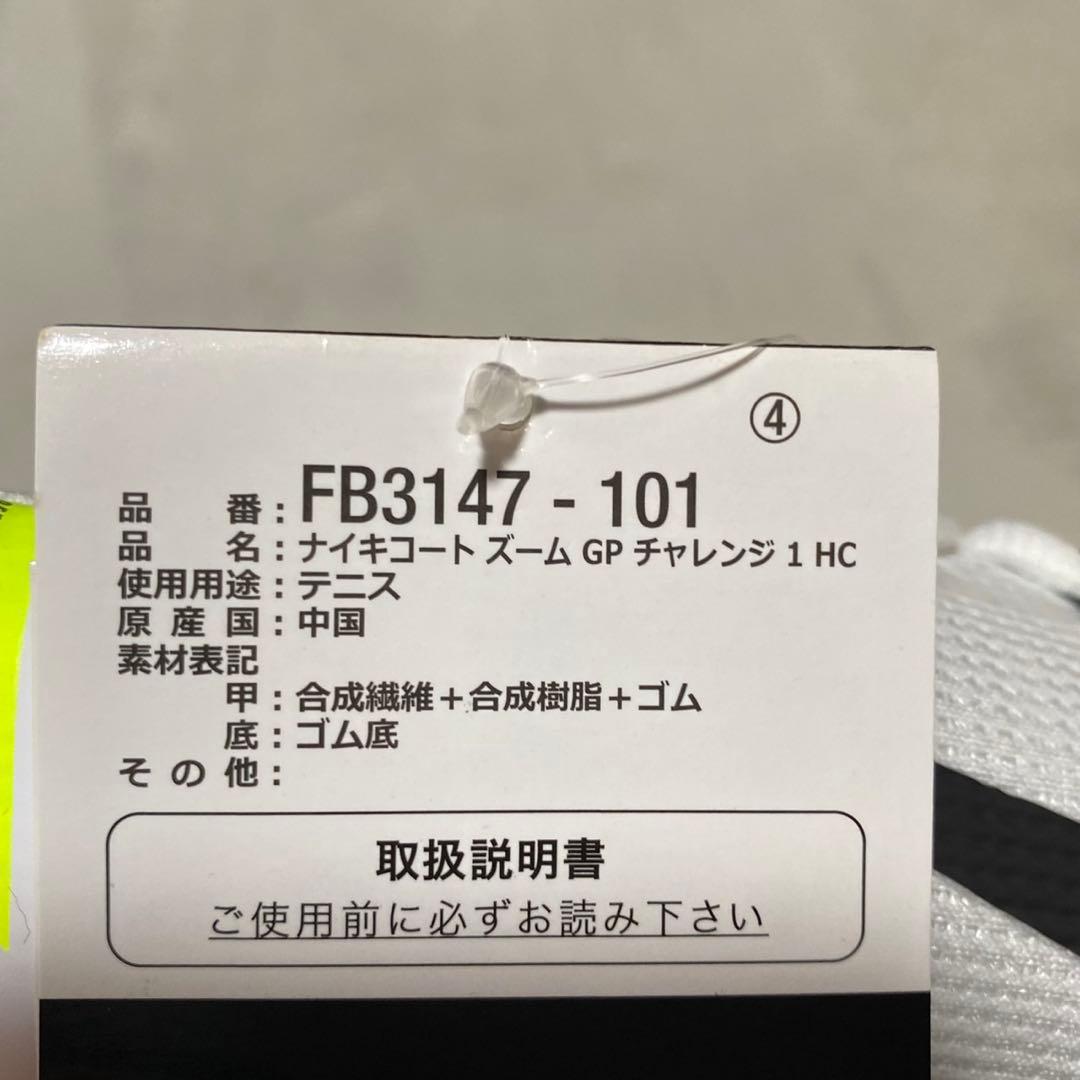 ④
品番：FB3147 - 101
品名：ナイキコート ズーム GP チャレンジ 1 HC
使用用途：テニス
原産国：中国
素材表記
甲：合成繊維＋合成樹脂＋ゴム
底：ゴム底
その他：
取扱説明書
ご使用前に必ずお読み下さい